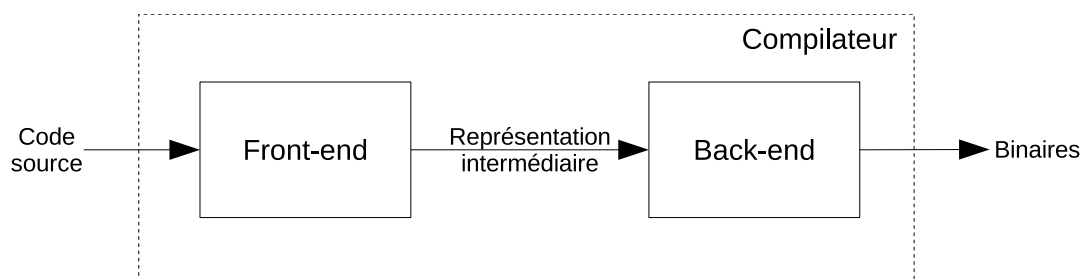 Compilateur
Code
source
Front-end
Représentation
intermédiaire
Back-end
Binaires